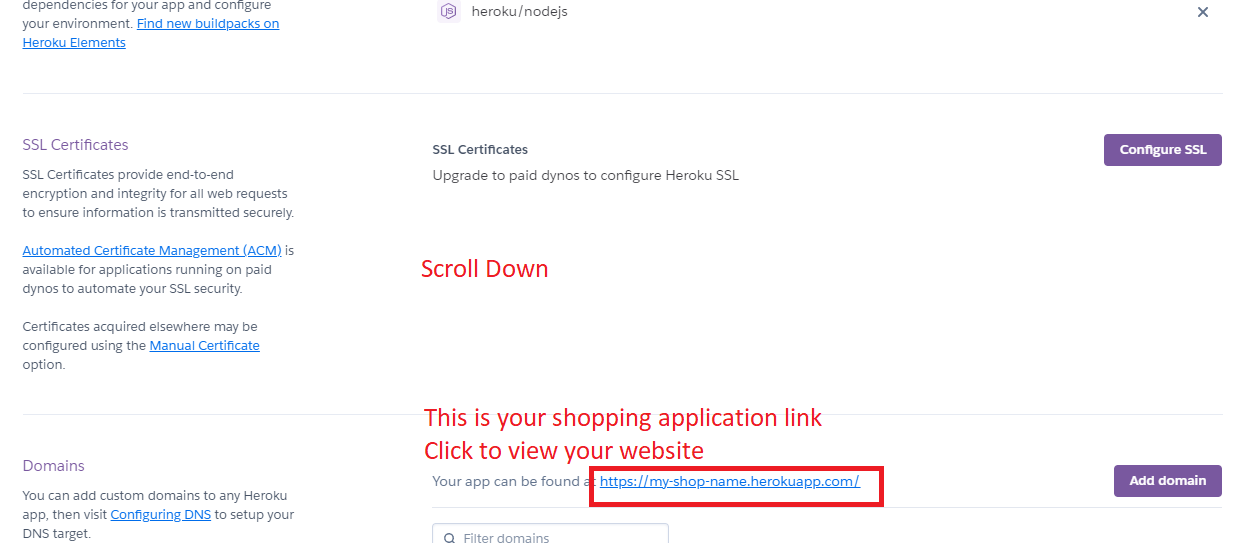 dependencies for your app and configure
your environment. Find new buildpacks on
Heroku Elements
heroku/nodejs
SSL Certificates
SSL Certificates provide end-to-end
encryption and integrity for all web requests
to ensure information is transmitted securely.
Automated Certificate Management (ACM) is
available for applications running on paid
dynos to automate your SSL security.
Certificates acquired elsewhere may be
configured using the Manual Certificate
option.
SSL Certificates
Upgrade to paid dynos to configure Heroku SSL
Configure SSL
Scroll Down
This is your shopping application link
Click to view your website
Domains
You can add custom domains to any Heroku
app, then visit Configuring DNS to setup your
DNS target.
Your app can be found at https://my-shop-name.herokuapp.com/
Add domain
Filter domains